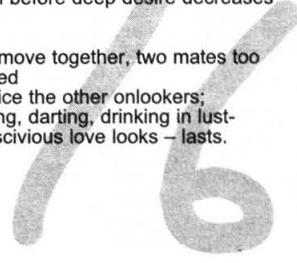 before deep desire decreases
move together, two mates too
ed
ice the other onlookers;
ng, darting, drinking in lust-
scivious love looks – lasts.
16